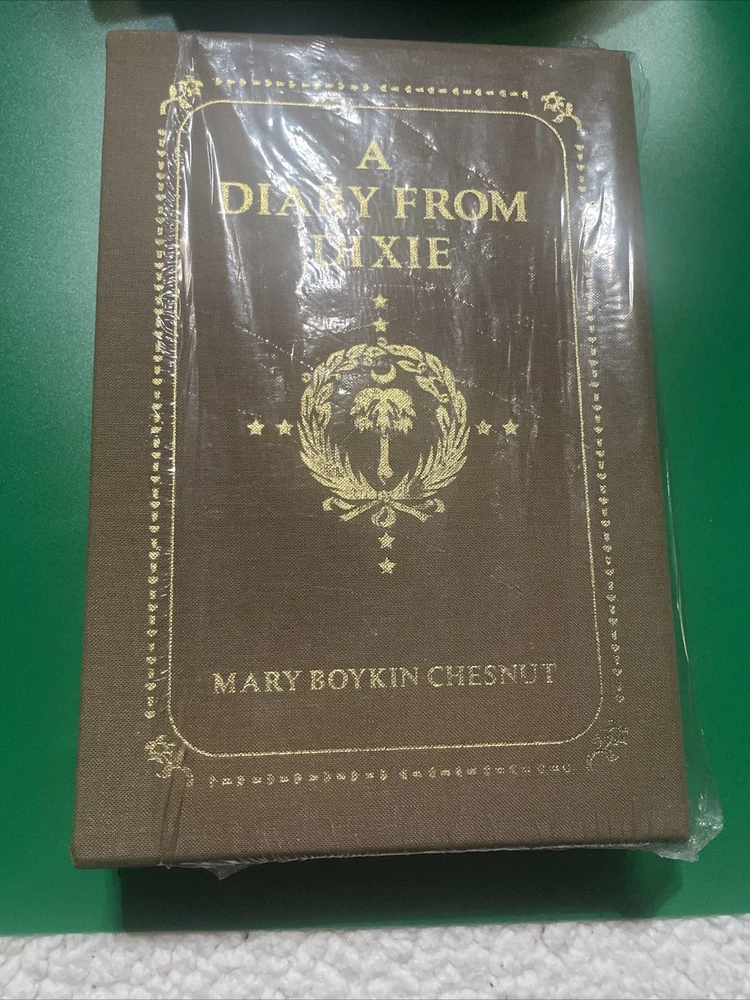 A
DIARY FROM
DIXIE
MARY BOYKIN CHESNUT